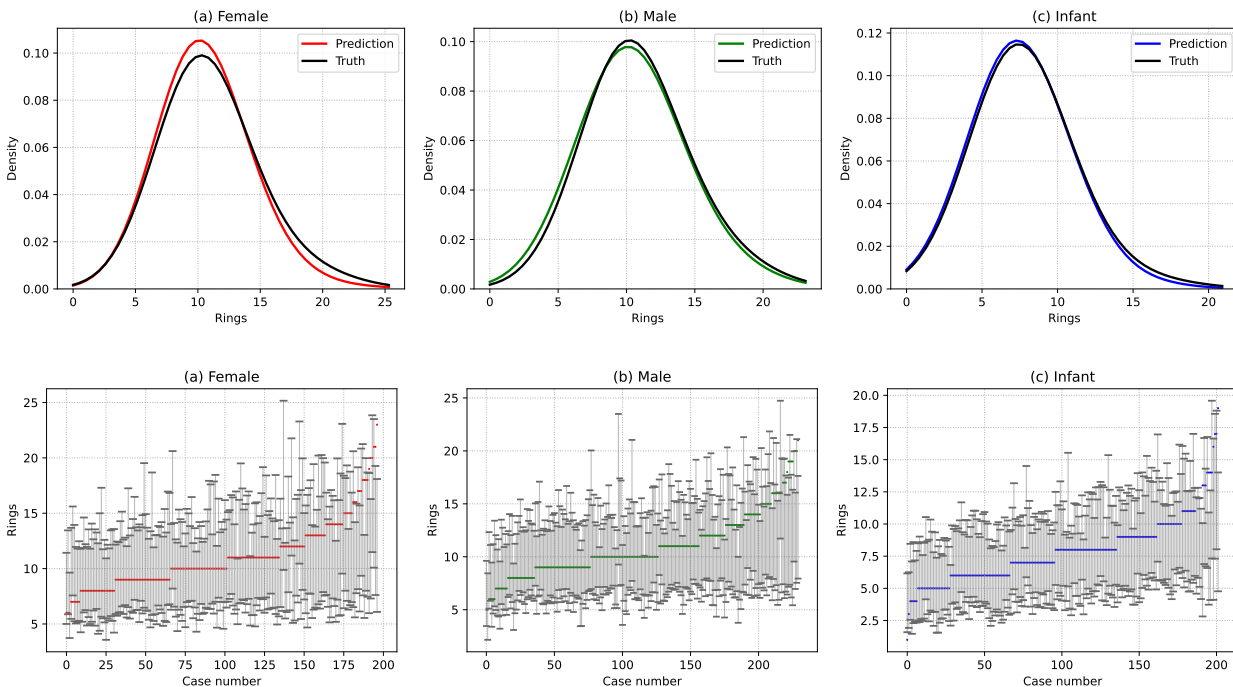 (a) Female
Density
0.10
0.08
0.06
0.04
0.02
0.00
0 5 10 15 20 25
Rings
Prediction
Truth
(b) Male
Density
0.10
0.08
0.06
0.04
0.02
0.00
0 5 10 15 20
Rings
Prediction
Truth
(c) Infant
Density
0.12
0.10
0.08
0.06
0.04
0.02
0.00
0 5 10 15 20
Rings
Prediction
Truth
(a) Female
Rings
25
20
15
10
5
0 25 50 75 100 125 150 175 200
Case number
(b) Male
Rings
25
20
15
10
5
0 50 100 150 200
Case number
(c) Infant
Rings
20.0
17.5
15.0
12.5
10.0
7.5
5.0
2.5
0 50 100 150 200
Case number